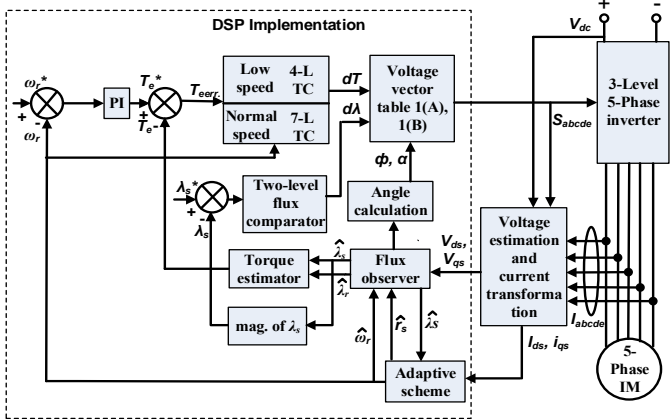 DSP Implementation
+ -
V_dc
ω_r*
T_e*
T_eerr.
PI
+
-
ω_r
+
T_e-
Low speed
4-L TC
Normal speed
7-L TC
dT
dλ
Voltage vector table 1(A), 1(B)
S_abcde
3-Level 5-Phase inverter
ϕ, α
λ_s*
+
-
λ_s
Two-level flux comparator
Angle calculation
Voltage estimation and current transforma tion
V_ds, V_qs
I_abcde
Torque estimator
λ̂_s
λ̂_r
Flux observer
mag. of λ_s
ω̂_r
r̂_s
λ̂s
I_ds, i_qs
Adaptive scheme
5-Phase IM